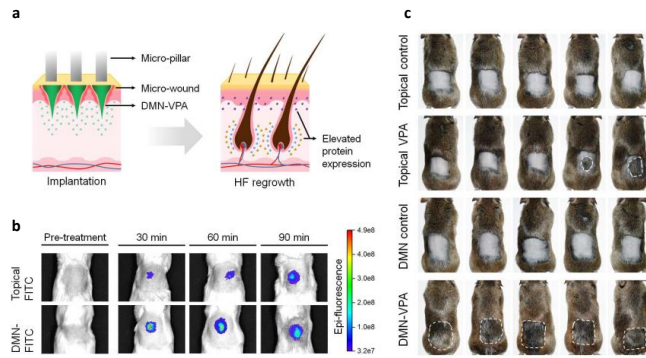 a
Micro-pillar
Micro-wound
DMN-VPA
Implantation
Elevated
protein
expression
HF regrowth
b
Pre-treatment
30 min
60 min
90 min
Topical
FITC
DMN-
FITC
Epi-fluorescence
4.9e8
5.0e8
3.0e8
2.0e8
1.0e8
3.2e7
c
Topical control
Topical VPA
DMN control
DMN-VPA